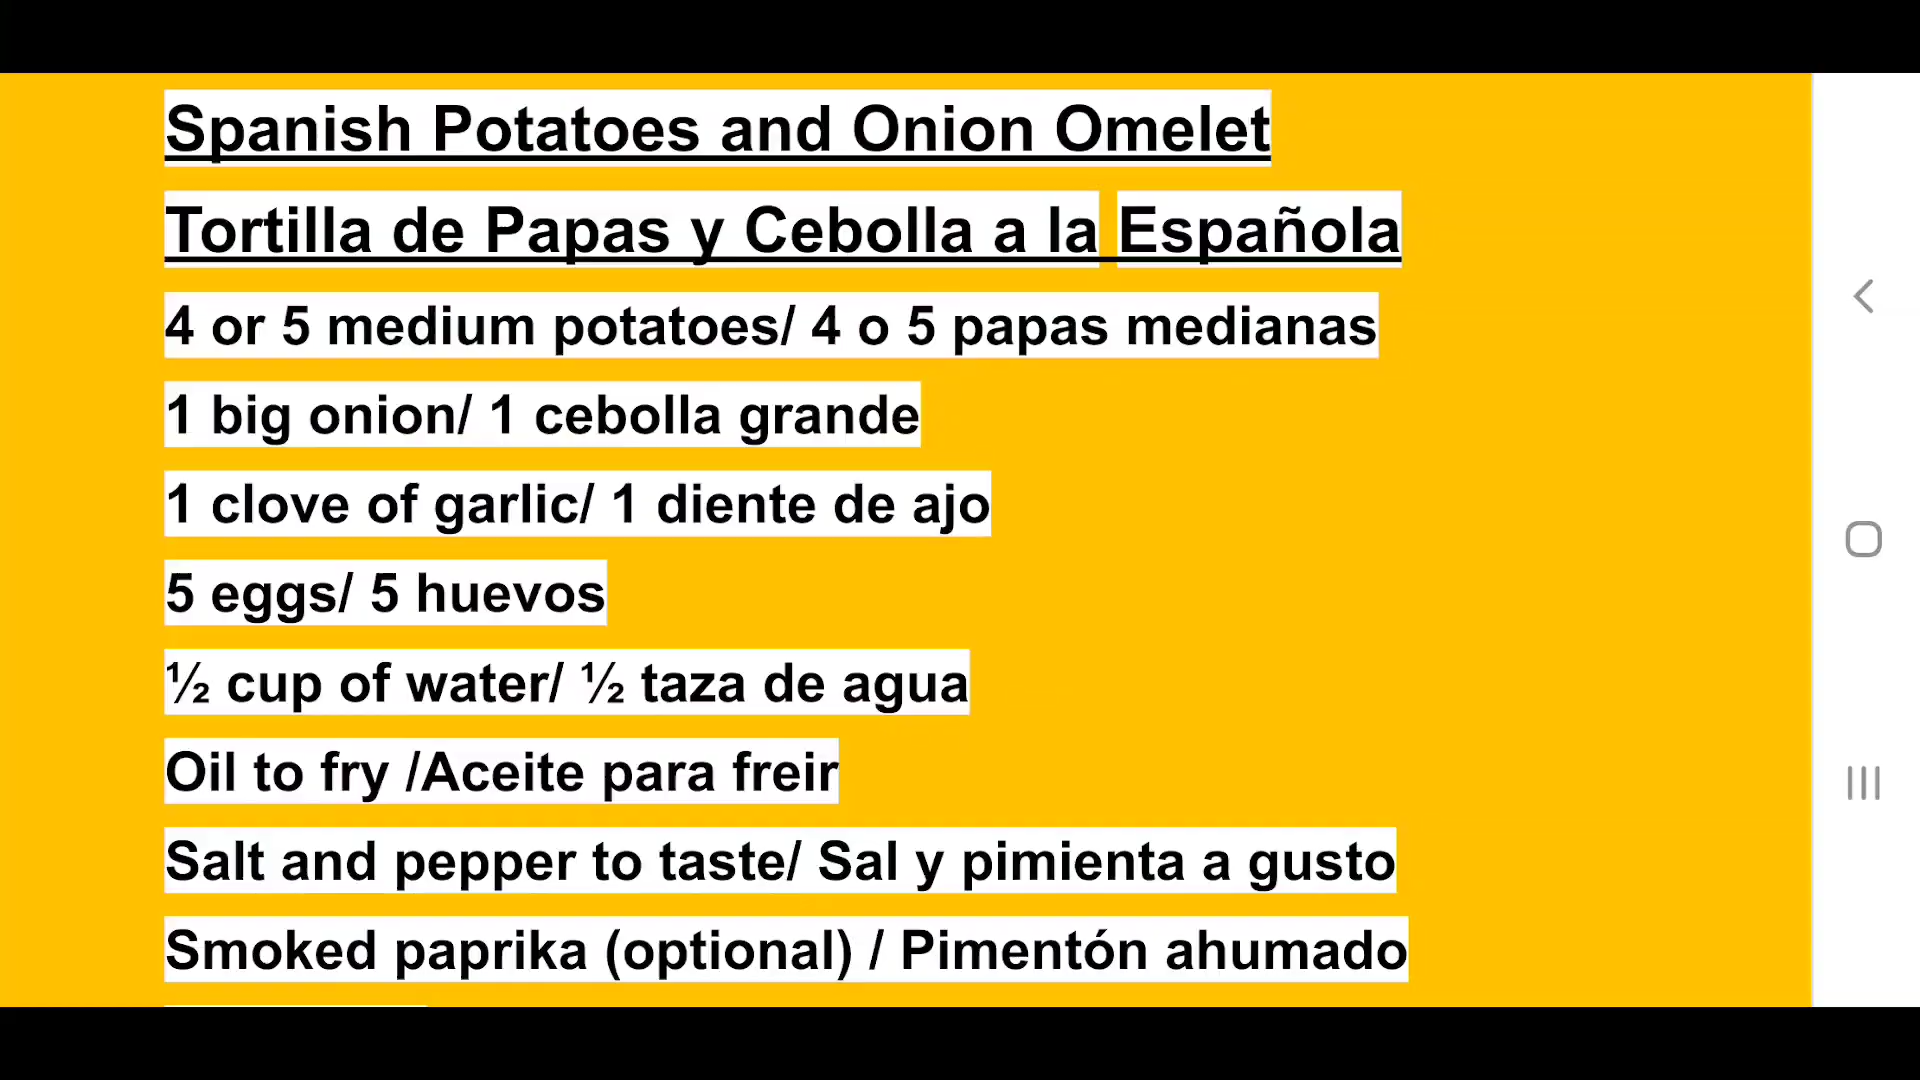 Spanish Potatoes and Onion Omelet
Tortilla de Papas y Cebolla a la Española
4 or 5 medium potatoes/ 4 o 5 papas medianas
1 big onion/ 1 cebolla grande
1 clove of garlic/ 1 diente de ajo
5 eggs/ 5 huevos
½ cup of water/ ½ taza de agua
Oil to fry /Aceite para freir
Salt and pepper to taste/ Sal y pimienta a gusto
Smoked paprika (optional) / Pimentón ahumado